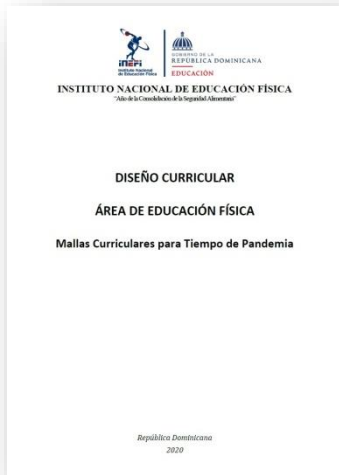 INEFI
Instituto Nacional
de Educación Física
GOBIERNO DE LA
REPÚBLICA DOMINICANA
EDUCACIÓN
INSTITUTO NACIONAL DE EDUCACIÓN FÍSICA
"Año de la Consolidación de la Seguridad Alimentaria"
DISEÑO CURRICULAR
ÁREA DE EDUCACIÓN FÍSICA
Mallas Curriculares para Tiempo de Pandemia
República Dominicana
2020